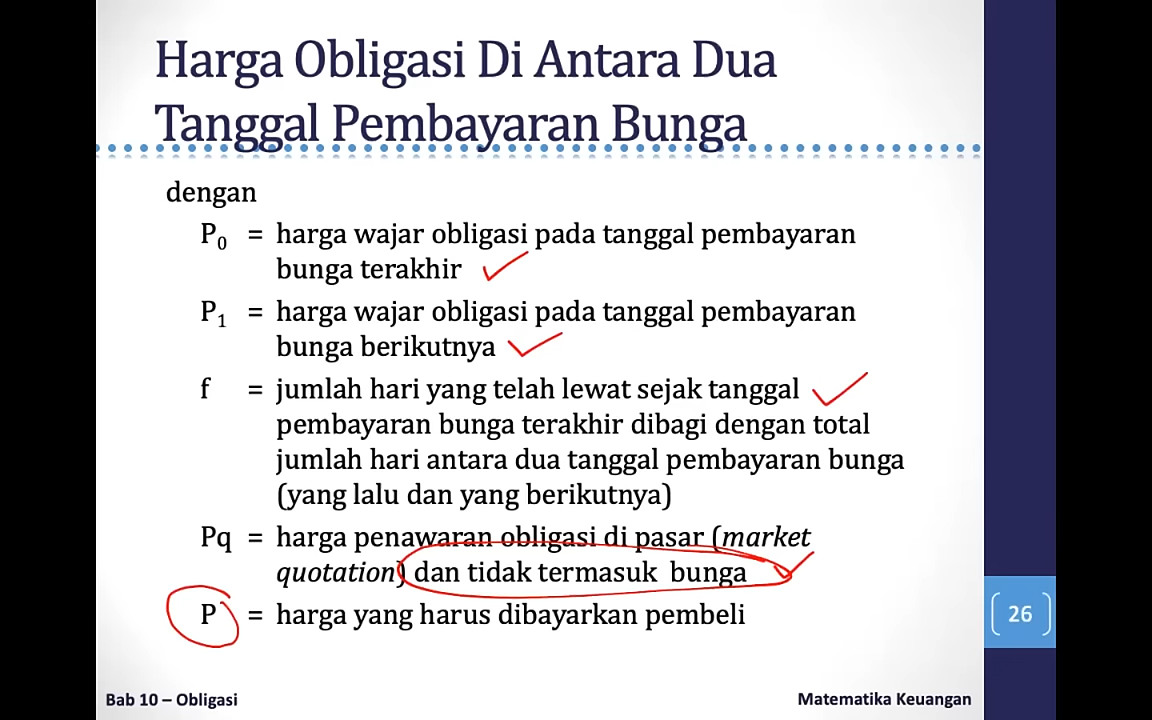 Harga Obligasi Di Antara Dua
Tanggal Pembayaran Bunga
dengan
P₀ = harga wajar obligasi pada tanggal pembayaran
bunga terakhir
P₁ = harga wajar obligasi pada tanggal pembayaran
bunga berikutnya
f = jumlah hari yang telah lewat sejak tanggal
pembayaran bunga terakhir dibagi dengan total
jumlah hari antara dua tanggal pembayaran bunga
(yang lalu dan yang berikutnya)
Pq = harga penawaran obligasi di pasar (market
quotation) dan tidak termasuk bunga
P = harga yang harus dibayarkan pembeli
26
Bab 10 – Obligasi
Matematika Keuangan